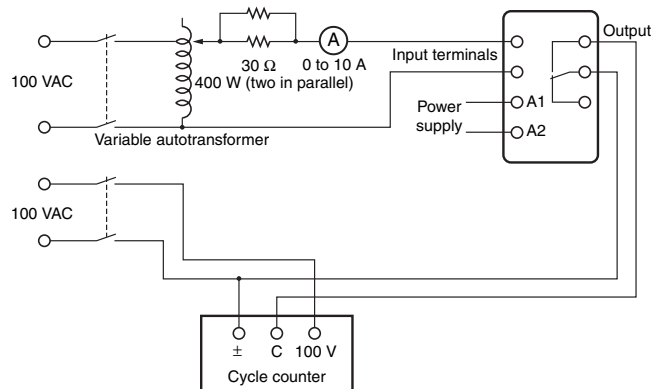 Output
A
30 Ω
0 to 10 A
Input terminals
100 VAC
400 W (two in parallel)
Power
supply
A1
A2
Variable autotransformer
100 VAC
± C 100 V
Cycle counter